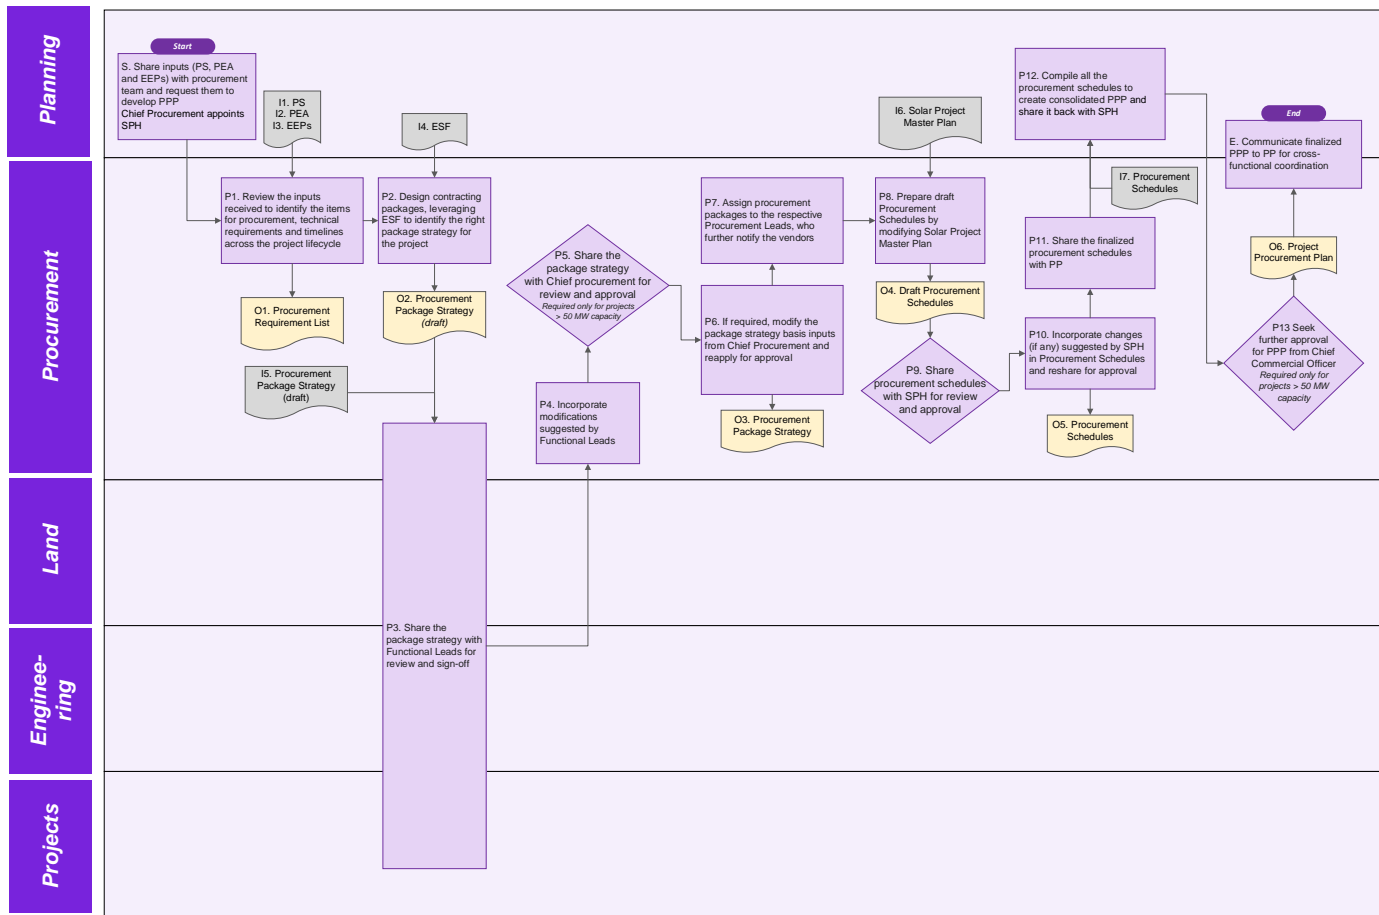 Planning
Start
S. Share inputs (PS, PEA
and EEPs) with procurement
team and request them to
develop PPP
Chief Procurement appoints
SPH
I1. PS
I2. PEA
I3. EEPs
I4. ESF
I6. Solar Project
Master Plan
P12. Compile all the
procurement schedules to
create consolidated PPP and
share it back with SPH
End
E. Communicate finalized
PPP to PP for cross-
functional coordination
Procurement
P1. Review the inputs
received to identify the items
for procurement, technical
requirements and timelines
across the project lifecycle
P2. Design contracting
packages, leveraging
ESF to identify the right
package strategy for
the project
O1. Procurement
Requirement List
O2. Procurement
Package Strategy
(draft)
I5. Procurement
Package Strategy
(draft)
P5. Share the
package strategy
with Chief procurement for
review and approval
Required only for projects
> 50 MW capacity
P4. Incorporate
modifications
suggested by
Functional Leads
P7. Assign procurement
packages to the respective
Procurement Leads, who
further notify the vendors
P6. If required, modify the
package strategy basis inputs
from Chief Procurement and
reapply for approval
O3. Procurement
Package Strategy
P8. Prepare draft
Procurement
Schedules by
modifying Solar Project
Master Plan
O4. Draft Procurement
Schedules
P9. Share
procurement schedules
with SPH for review
and approval
I7. Procurement
Schedules
P11. Share the finalized
procurement schedules
with PP
P10. Incorporate changes
(if any) suggested by SPH
in Procurement Schedules
and reshare for approval
O5. Procurement
Schedules
O6. Project
Procurement Plan
P13 Seek
further approval
for PPP from Chief
Commercial Officer
Required only for
projects > 50 MW
capacity
Land
Enginee-
ring
P3. Share the
package strategy with
Functional Leads for
review and sign-off
Projects